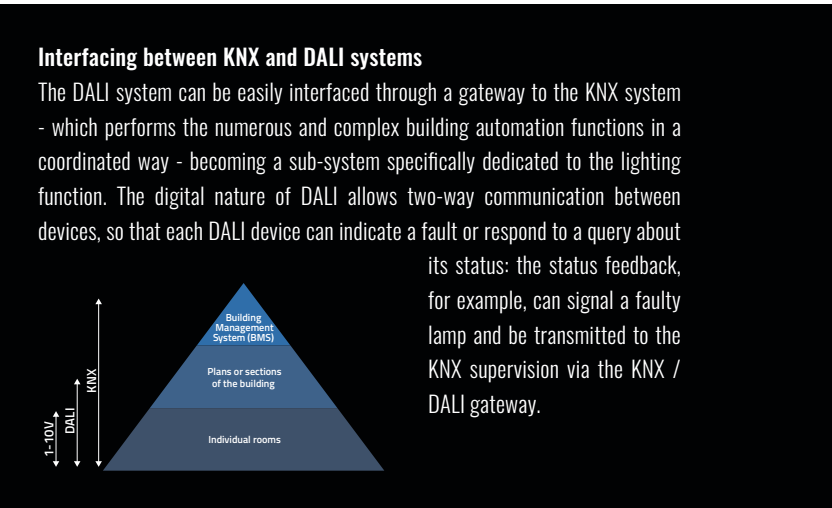 Interfacing between KNX and DALI systems
The DALI system can be easily interfaced through a gateway to the KNX system
- which performs the numerous and complex building automation functions in a
coordinated way - becoming a sub-system specifically dedicated to the lighting
function. The digital nature of DALI allows two-way communication between
devices, so that each DALI device can indicate a fault or respond to a query about
its status: the status feedback,
for example, can signal a faulty
lamp and be transmitted to the
KNX supervision via the KNX /
DALI gateway.
Building
Management
System (BMS)
Plans or sections
of the building
Individual rooms
1-10V
DALI
KNX